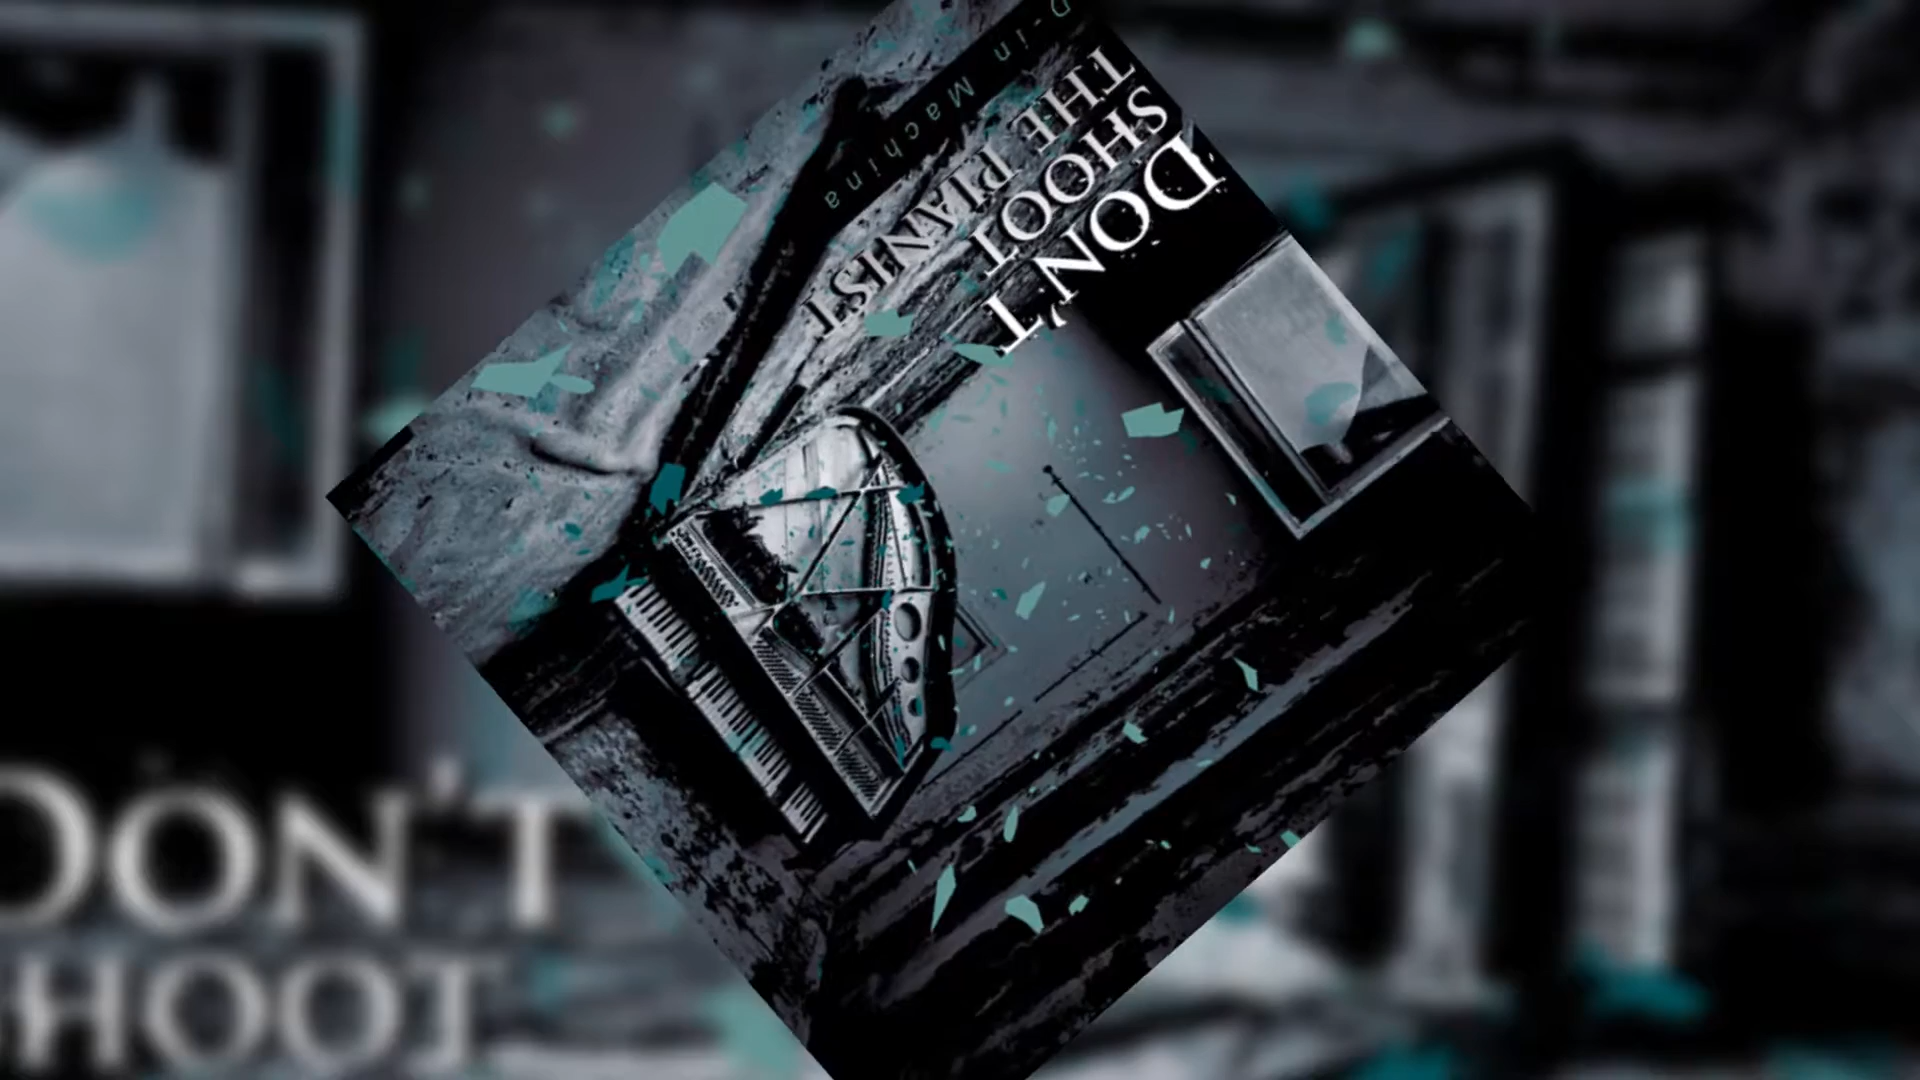 DON'T
SHOOT
THE PIANIST
D-in Machina
DON'T
SHOOT